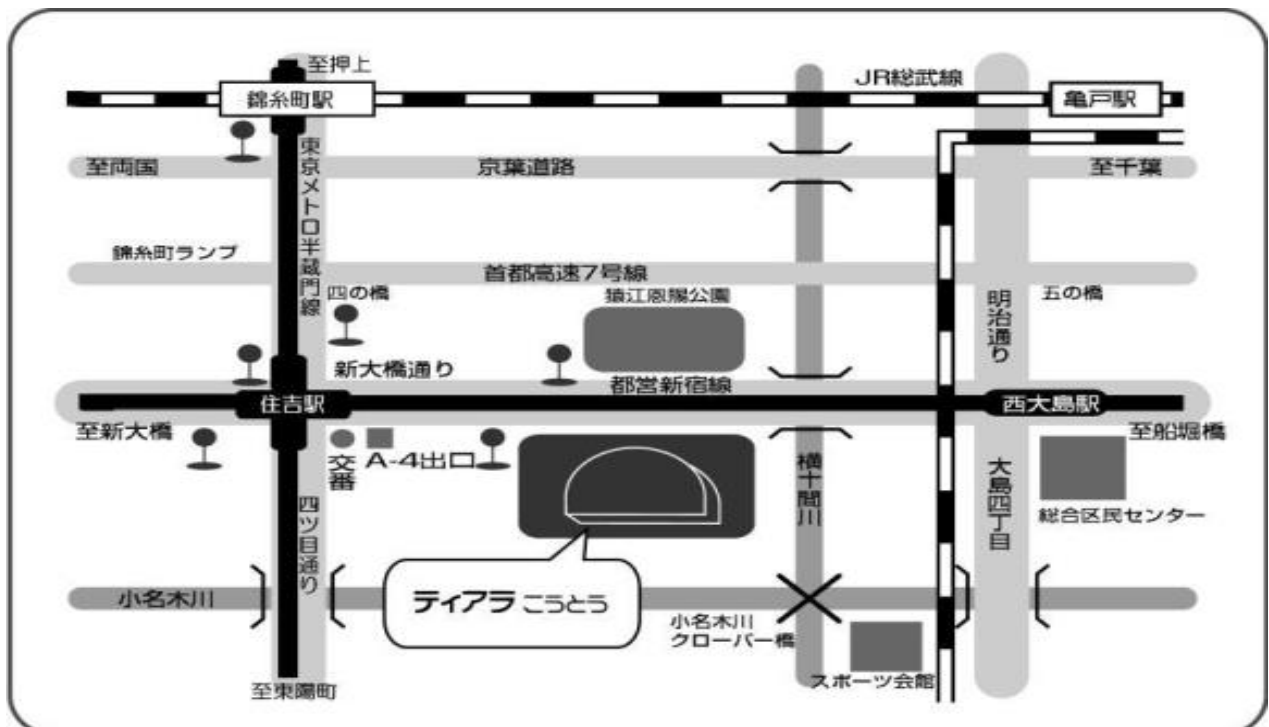 至押上
JR総武線
錦糸町駅
亀戸駅
至両国
京葉道路
至千葉
東京メトロ半蔵門線
錦糸町ランプ
首都高速7号線
四の橋
猿江恩賜公園
五の橋
明治通り
新大橋通り
都営新宿線
住吉駅
西大島駅
至新大橋
至船堀橋
交番
A-4出口
横十間川
大島四丁目
総合区民センター
四ツ目通り
小名木川
ティアラこうとう
小名木川
クローバー橋
スポーツ会館
至東陽町